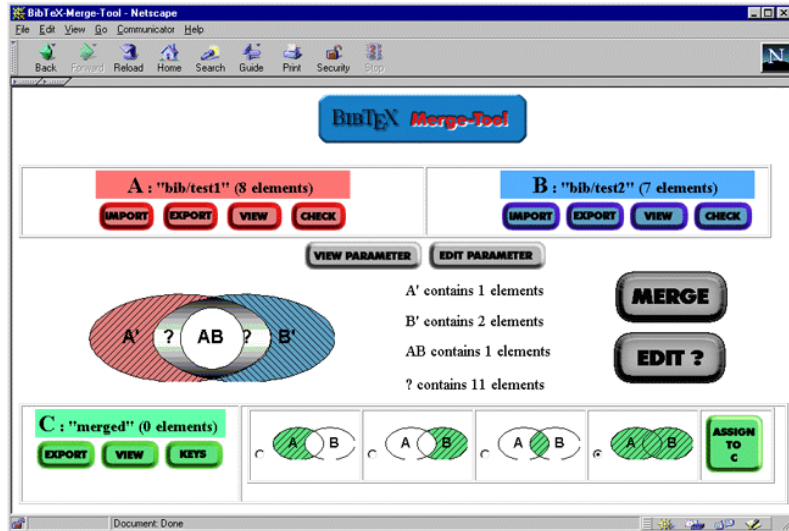 BibTeX-Merge-Tool - Netscape
File Edit View Go Communicator Help
Back Forward Reload Home Search Guide Print Security Stop
N
BIBTEX Merge-Tool
A : "bib/test1" (8 elements)
IMPORT EXPORT VIEW CHECK
B : "bib/test2" (7 elements)
IMPORT EXPORT VIEW CHECK
VIEW PARAMETER EDIT PARAMETER
A' ? AB ? B'
A' contains 1 elements
B' contains 2 elements
AB contains 1 elements
? contains 11 elements
MERGE
EDIT ?
C : "merged" (0 elements)
EXPORT VIEW KEYS
A B
A B
A B
A B
ASSIGN
TO
C
Document: Done